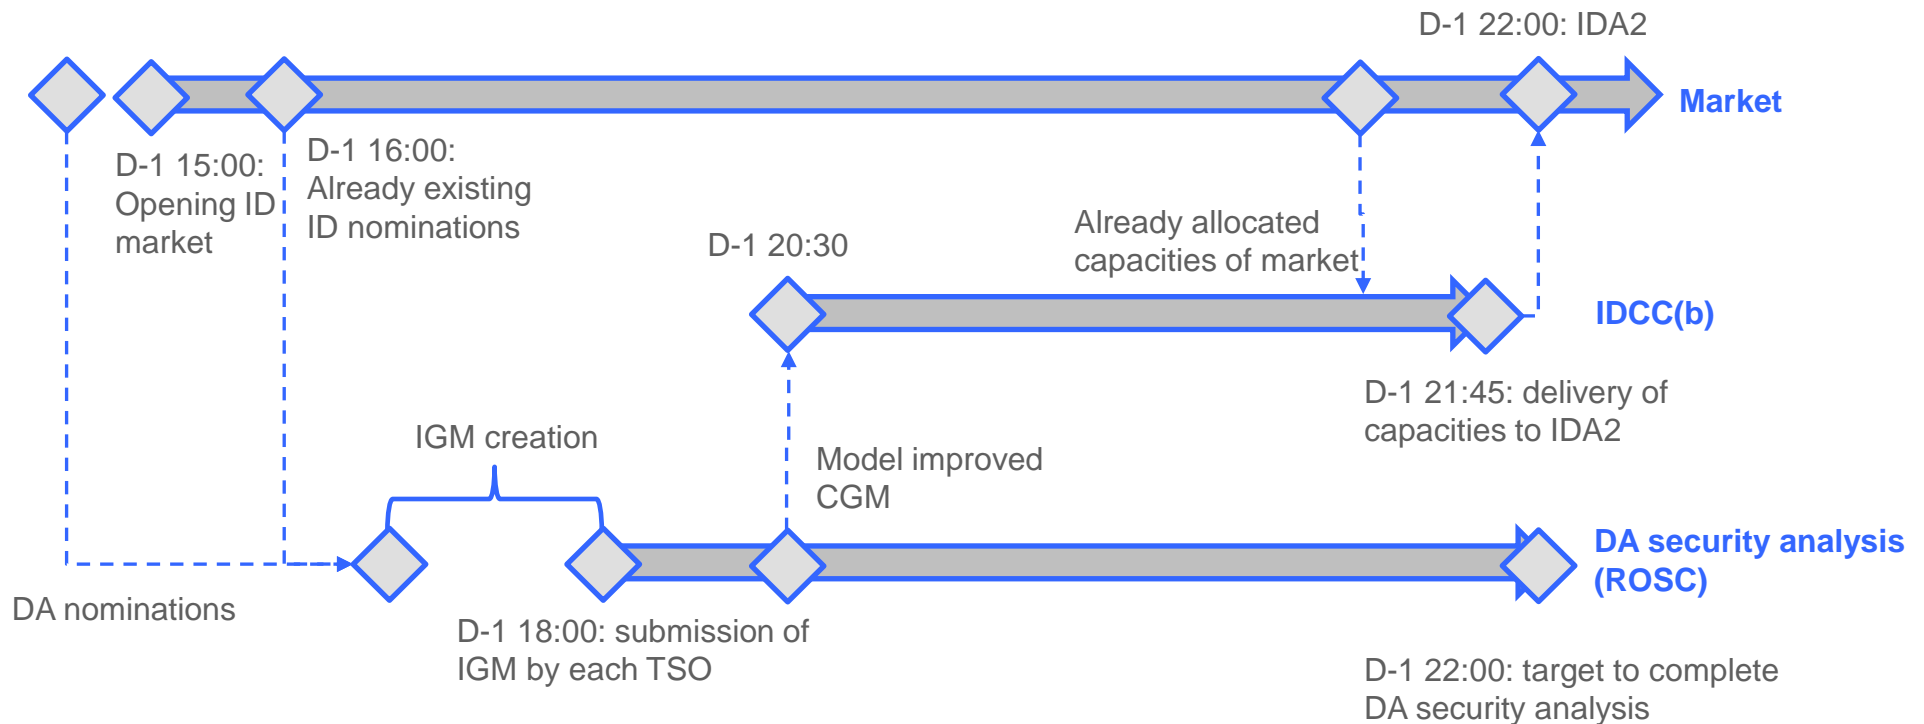 D-1 22:00: IDA2
Market
D-1 15:00:
Opening ID
market
D-1 16:00:
Already existing
ID nominations
D-1 20:30
Already allocated
capacities of market
IDCC(b)
D-1 21:45: delivery of
capacities to IDA2
IGM creation
Model improved
CGM
DA security analysis
(ROSC)
DA nominations
D-1 18:00: submission of
IGM by each TSO
D-1 22:00: target to complete
DA security analysis